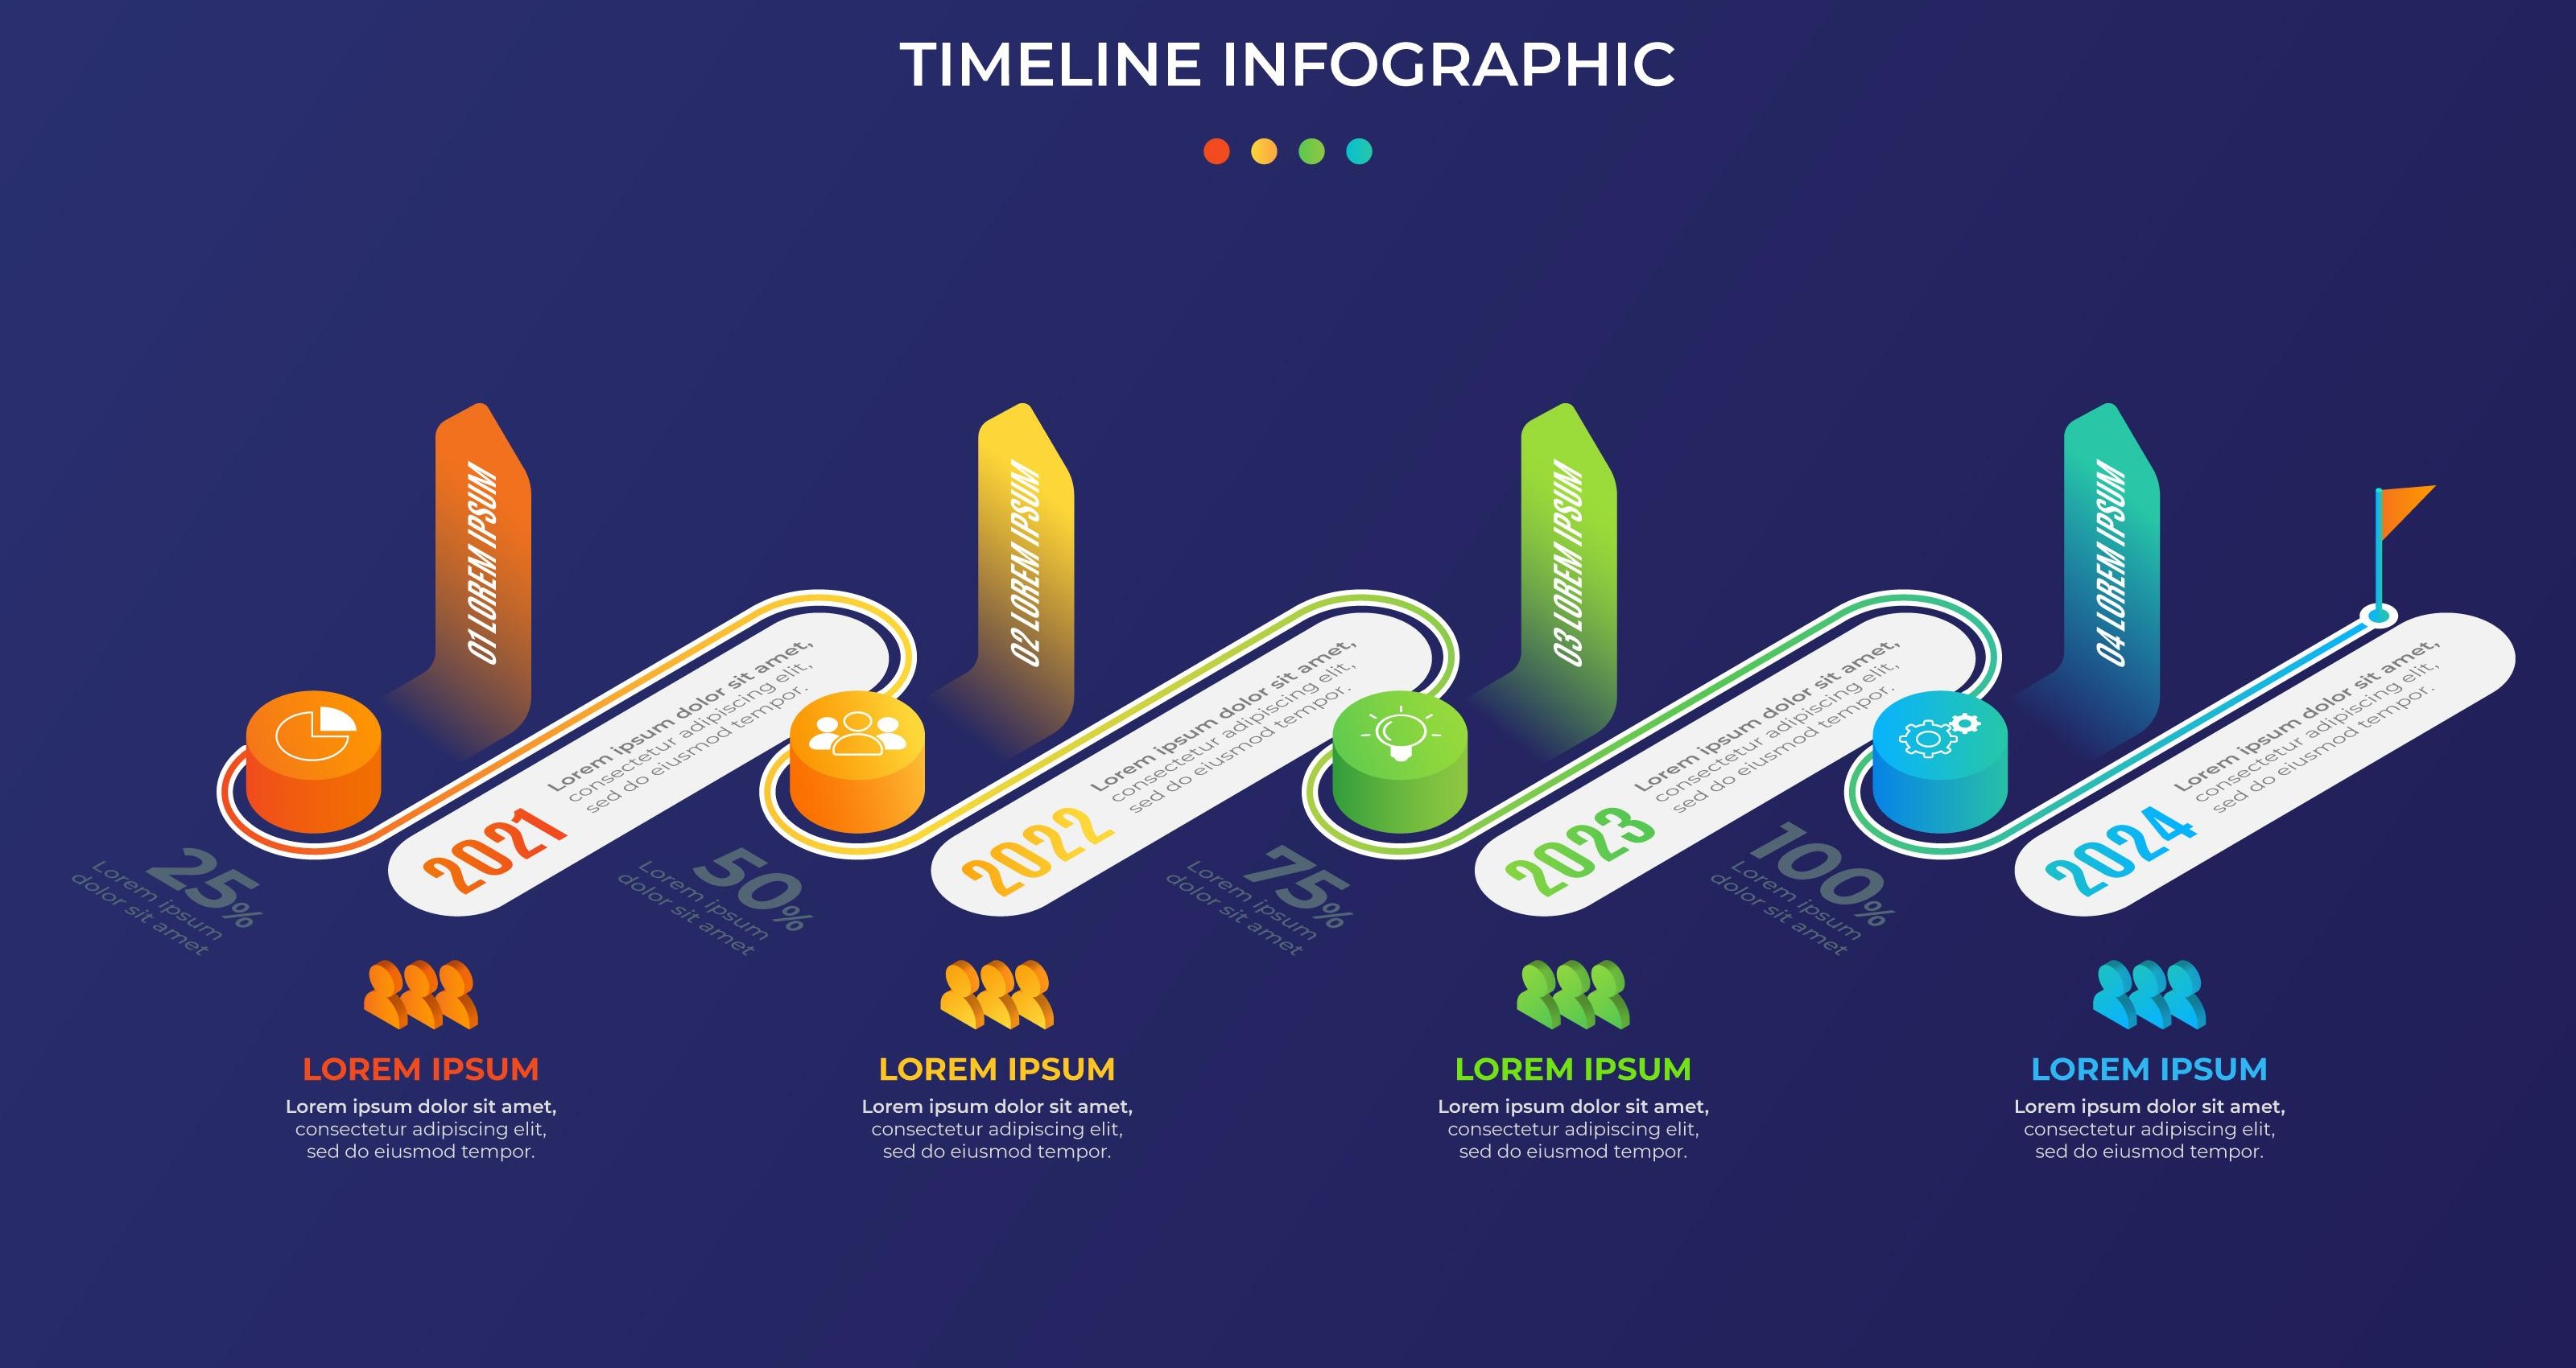 TIMELINE INFOGRAPHIC
01 LOREM IPSUM
Lorem ipsum dolor sit amet,
consectetur adipiscing elit,
sed do eiusmod tempor.
2021
25%
Lorem ipsum
dolor sit amet
02 LOREM IPSUM
Lorem ipsum dolor sit amet,
consectetur adipiscing elit,
sed do eiusmod tempor.
2022
50%
Lorem ipsum
dolor sit amet
03 LOREM IPSUM
Lorem ipsum dolor sit amet,
consectetur adipiscing elit,
sed do eiusmod tempor.
2023
75%
Lorem ipsum
dolor sit amet
04 LOREM IPSUM
Lorem ipsum dolor sit amet,
consectetur adipiscing elit,
sed do eiusmod tempor.
2024
100%
Lorem ipsum
dolor sit amet
LOREM IPSUM
Lorem ipsum dolor sit amet,
consectetur adipiscing elit,
sed do eiusmod tempor.
LOREM IPSUM
Lorem ipsum dolor sit amet,
consectetur adipiscing elit,
sed do eiusmod tempor.
LOREM IPSUM
Lorem ipsum dolor sit amet,
consectetur adipiscing elit,
sed do eiusmod tempor.
LOREM IPSUM
Lorem ipsum dolor sit amet,
consectetur adipiscing elit,
sed do eiusmod tempor.